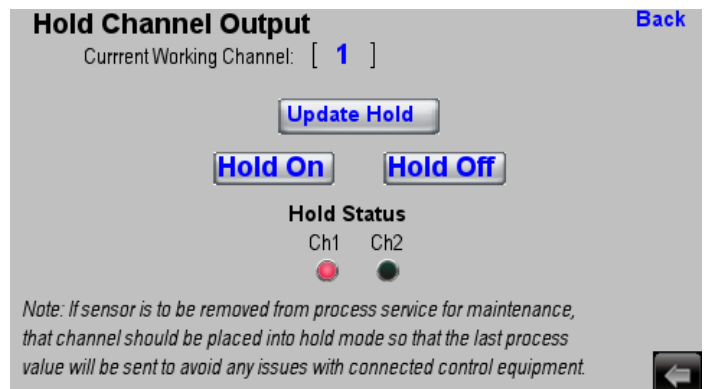 Hold Channel Output
Back
Currrent Working Channel: [ 1 ]
Update Hold
Hold On Hold Off
Hold Status
Ch1 Ch2
Note: If sensor is to be removed from process service for maintenance,
that channel should be placed into hold mode so that the last process
value will be sent to avoid any issues with connected control equipment.